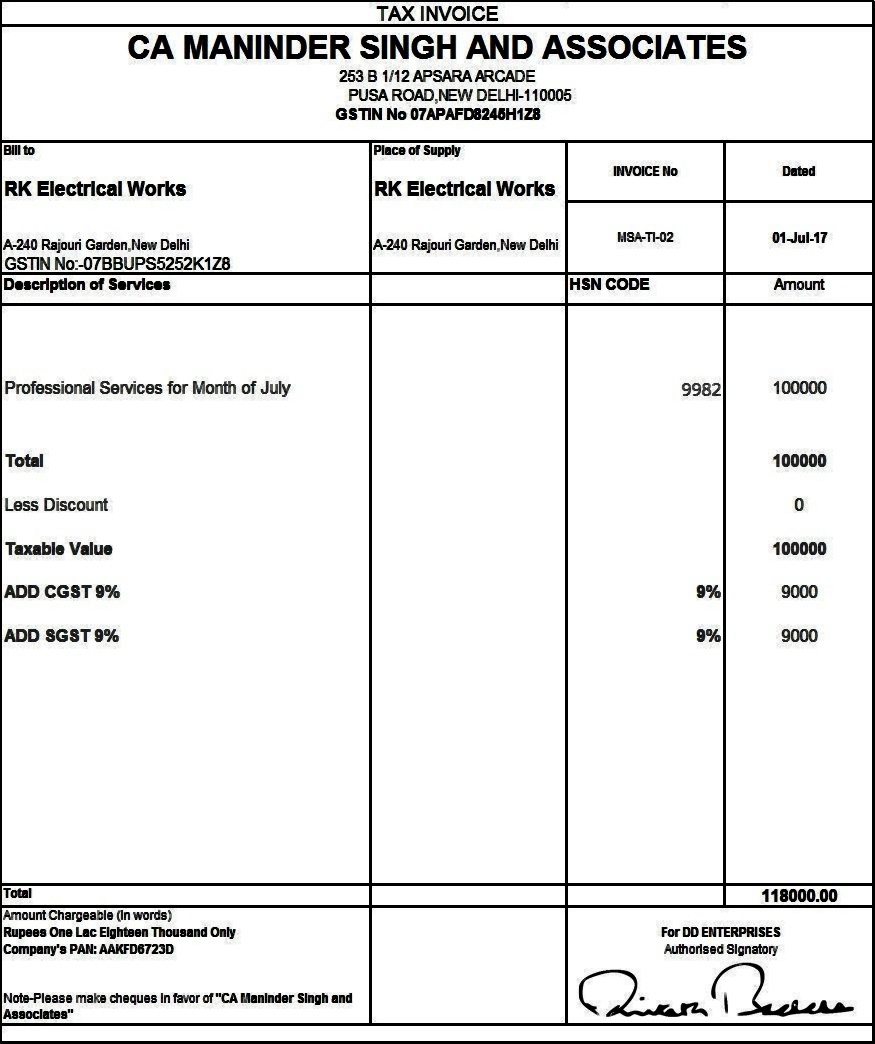 TAX INVOICE
CA MANINDER SINGH AND ASSOCIATES
253 B 1/12 APSARA ARCADE
PUSA ROAD,NEW DELHI-110005
GSTIN No 07APAFD8245H1Z8
Bill to
RK Electrical Works
A-240 Rajouri Garden,New Delhi
GSTIN No:-07BBUPS5252K1Z8
Place of Supply
RK Electrical Works
A-240 Rajouri Garden,New Delhi
INVOICE No
Dated
MSA-TI-02
01-Jul-17
Description of Services
HSN CODE
Amount
Professional Services for Month of July 9982 100000
Total 100000
Less Discount 0
Taxable Value 100000
ADD CGST 9% 9% 9000
ADD SGST 9% 9% 9000
Total 118000.00
Amount Chargeable (In words)
Rupees One Lac Eighteen Thousand Only
Company's PAN: AAKFD6723D
Note-Please make cheques in favor of "CA Maninder Singh and
Associates"
For DD ENTERPRISES
Authorised Signatory